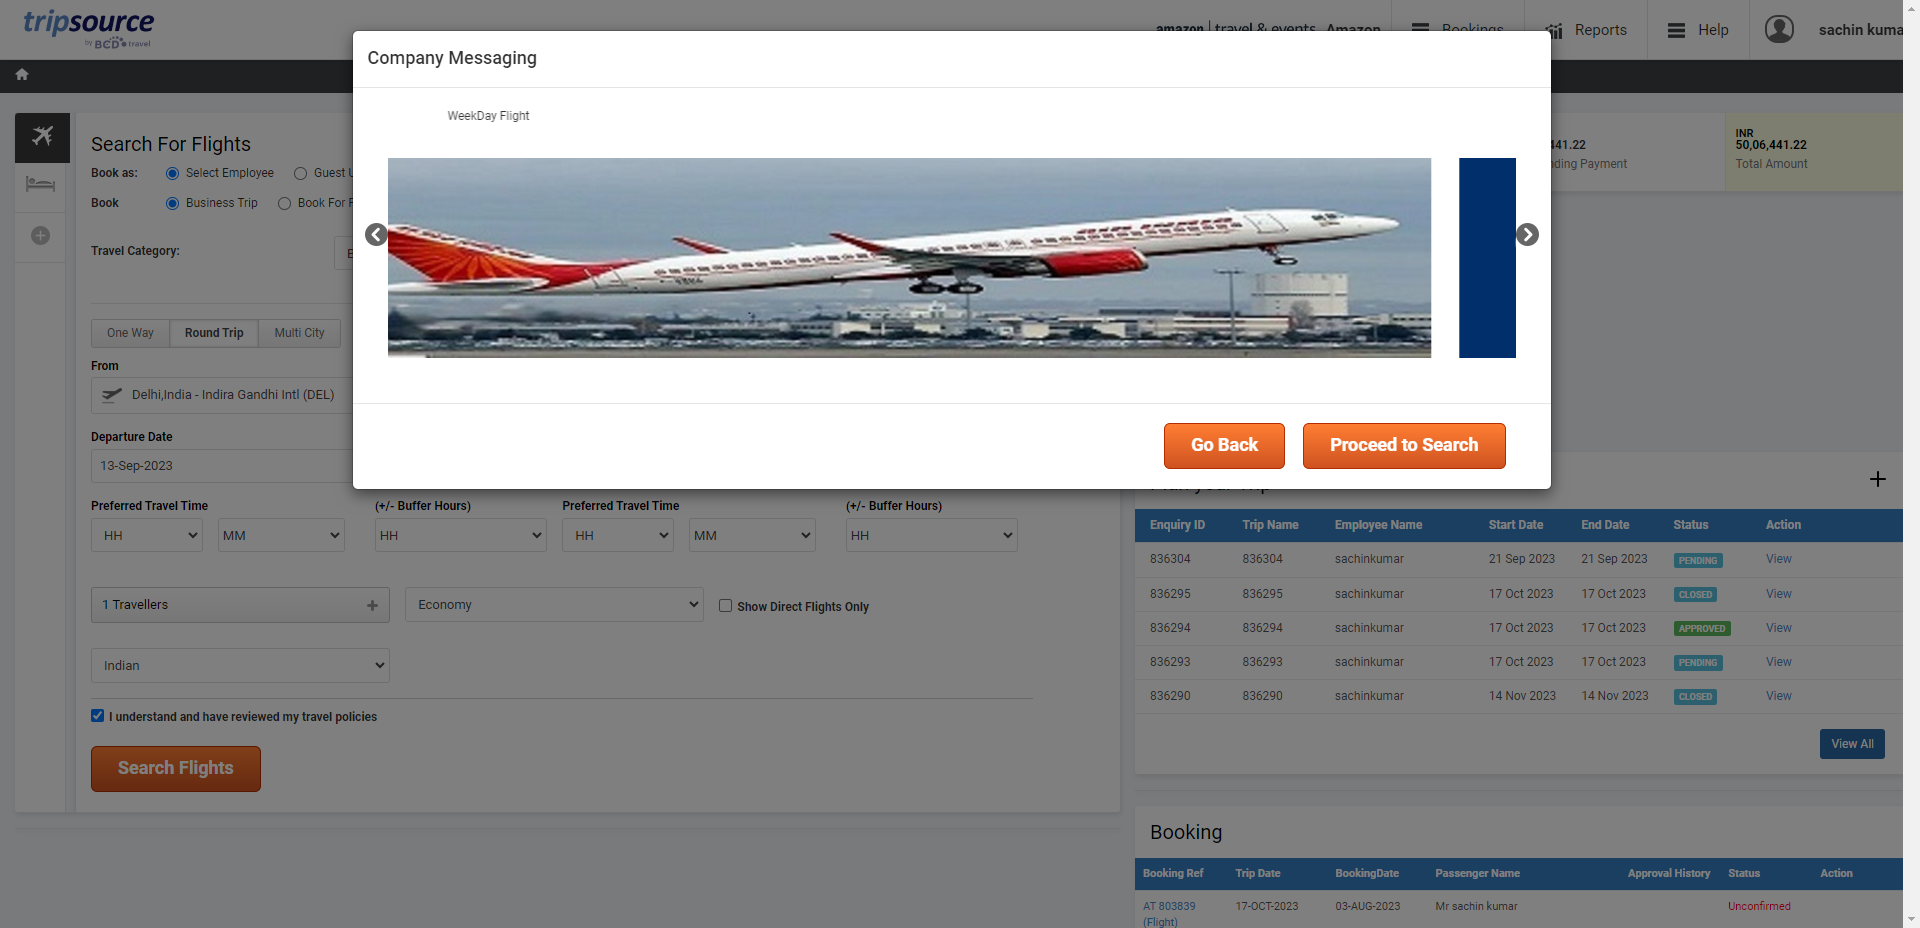 tripsource
by BCD travel
amazon | travel & events Amazon
Bookings
Reports
Help
sachin kuma
Company Messaging
WeekDay Flight
AIR INDIA
Go Back
Proceed to Search
Search For Flights
Book as:
Select Employee
Guest U
Book
Business Trip
Book For P
Travel Category:
B
One Way
Round Trip
Multi City
From
Delhi,India - Indira Gandhi Intl (DEL)
Departure Date
13-Sep-2023
Preferred Travel Time
(+/- Buffer Hours)
Preferred Travel Time
(+/- Buffer Hours)
HH
MM
HH
HH
MM
HH
1 Travellers
Economy
Show Direct Flights Only
Indian
I understand and have reviewed my travel policies
Search Flights
441.22
nding Payment
INR
50,06,441.22
Total Amount
Plan your Trip
Enquiry ID Trip Name Employee Name Start Date End Date Status Action
836304 836304 sachinkumar 21 Sep 2023 21 Sep 2023 PENDING View
836295 836295 sachinkumar 17 Oct 2023 17 Oct 2023 CLOSED View
836294 836294 sachinkumar 17 Oct 2023 17 Oct 2023 APPROVED View
836293 836293 sachinkumar 17 Oct 2023 17 Oct 2023 PENDING View
836290 836290 sachinkumar 14 Nov 2023 14 Nov 2023 CLOSED View
View All
Booking
Booking Ref Trip Date BookingDate Passenger Name Approval History Status Action
AT 803839 17-OCT-2023 03-AUG-2023 Mr sachin kumar Unconfirmed
(Flight)